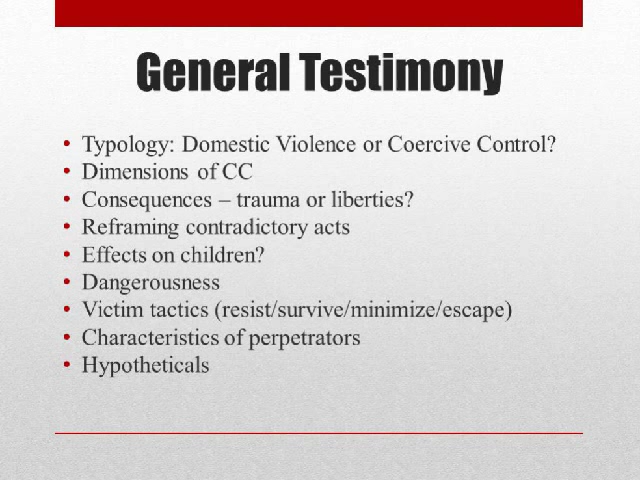 General Testimony
• Typology: Domestic Violence or Coercive Control?
• Dimensions of CC
• Consequences – trauma or liberties?
• Reframing contradictory acts
• Effects on children?
• Dangerousness
• Victim tactics (resist/survive/minimize/escape)
• Characteristics of perpetrators
• Hypotheticals